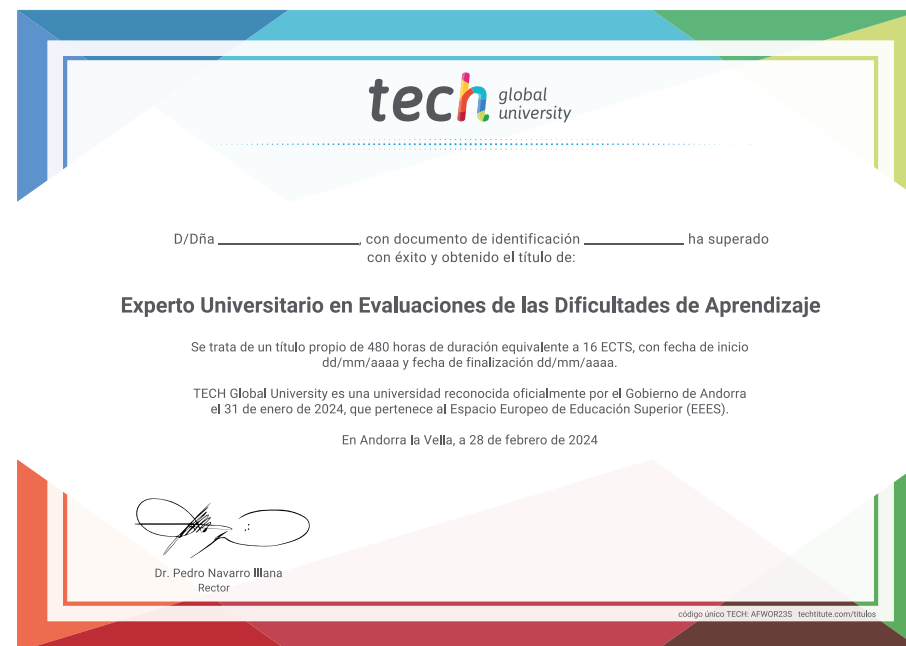 tech global
university
D/Dña ____________________, con documento de identificación ______________ ha superado
con éxito y obtenido el título de:
Experto Universitario en Evaluaciones de las Dificultades de Aprendizaje
Se trata de un título propio de 480 horas de duración equivalente a 16 ECTS, con fecha de inicio
dd/mm/aaaa y fecha de finalización dd/mm/aaaa.
TECH Global University es una universidad reconocida oficialmente por el Gobierno de Andorra
el 31 de enero de 2024, que pertenece al Espacio Europeo de Educación Superior (EEES).
En Andorra la Vella, a 28 de febrero de 2024
Dr. Pedro Navarro Illana
Rector
código único TECH: AFWOR23S techtitute.com/titulos